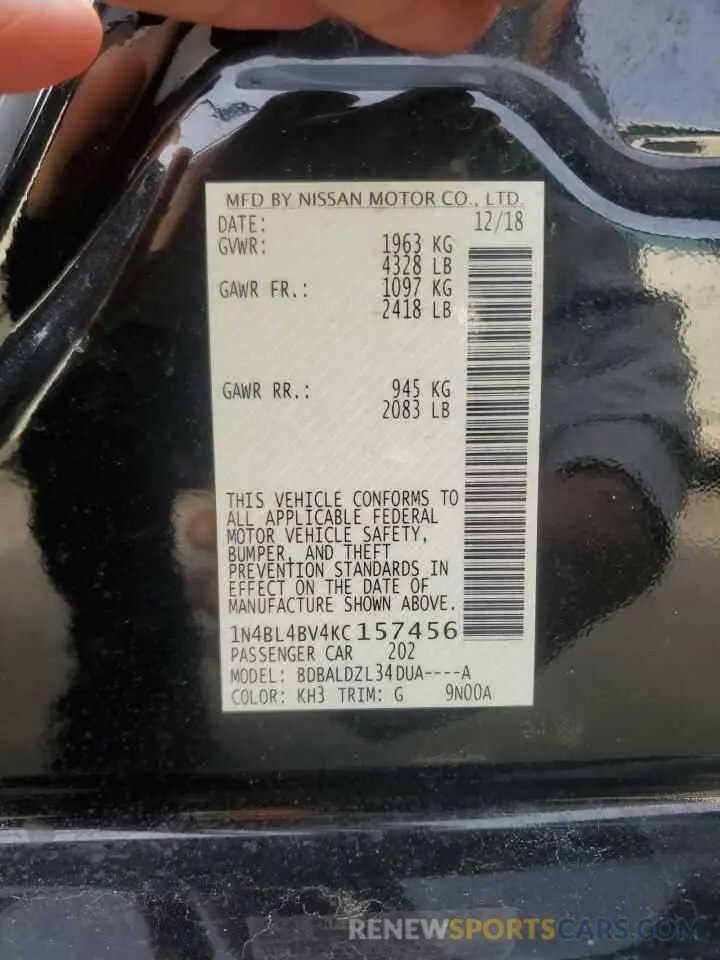 MFD BY NISSAN MOTOR CO., LTD.
DATE: 12/18
GVWR: 1963 KG
4328 LB
GAWR FR.: 1097 KG
2418 LB
GAWR RR.: 945 KG
2083 LB
THIS VEHICLE CONFORMS TO
ALL APPLICABLE FEDERAL
MOTOR VEHICLE SAFETY,
BUMPER, AND THEFT
PREVENTION STANDARDS IN
EFFECT ON THE DATE OF
MANUFACTURE SHOWN ABOVE.
1N4BL4BV4KC157456
PASSENGER CAR 202
MODEL: BDBALDZL34DUA----A
COLOR: KH3 TRIM: G 9N00A
RENEWSPORTSCARS.COM